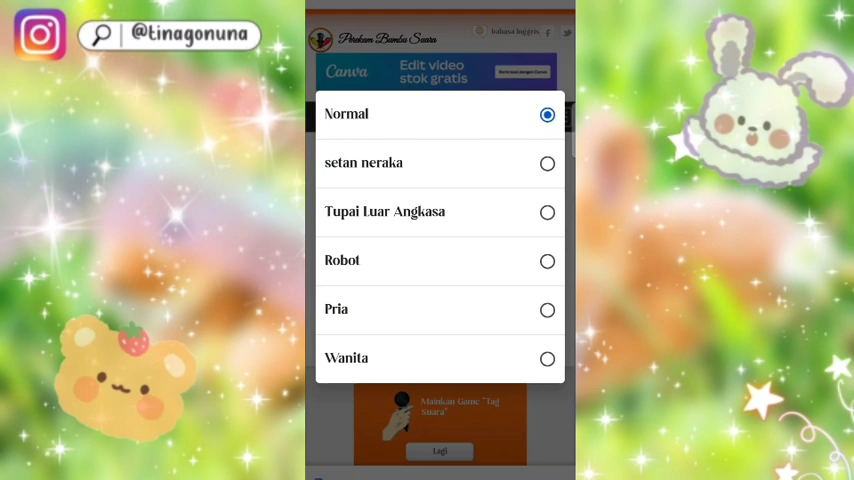 @tinagonuna
Perekam Bambu Suara
bahasa Inggris
Canva
Edit video
stok gratis
Normal
setan neraka
Tupai Luar Angkasa
Robot
Pria
Wanita
Mainkan Game "Tag
Suara"
Lagi